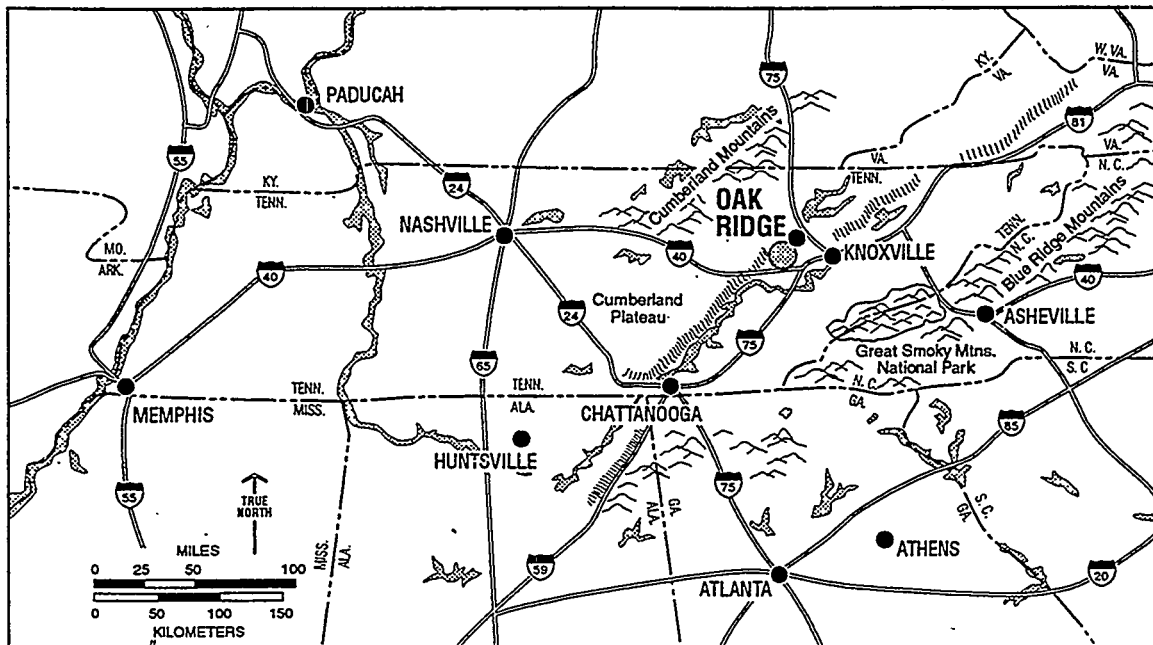 PADUCAH
75
KY.
VA.
W. VA.
VA.
81
55
Cumberland Mountains
VA.
TENN.
VA.
N. C.
KY.
TENN.
24
OAK
RIDGE
NASHVILLE
KNOXVILLE
TENN.
N. C.
Blue Ridge Mountains
MO.
ARK.
40
40
40
Cumberland
Plateau
24
ASHEVILLE
75
Great Smoky Mtns.
National Park
N. C.
S. C
65
TENN.
MISS.
TENN.
ALA.
N. C.
GA.
MEMPHIS
CHATTANOOGA
85
HUNTSVILLE
55
TRUE
NORTH
75
GA.
ALA.
S. C.
GA.
MISS.
ALA.
MILES
0 25 50 100
0 50 100 150
KILOMETERS
59
ATHENS
ATLANTA
20